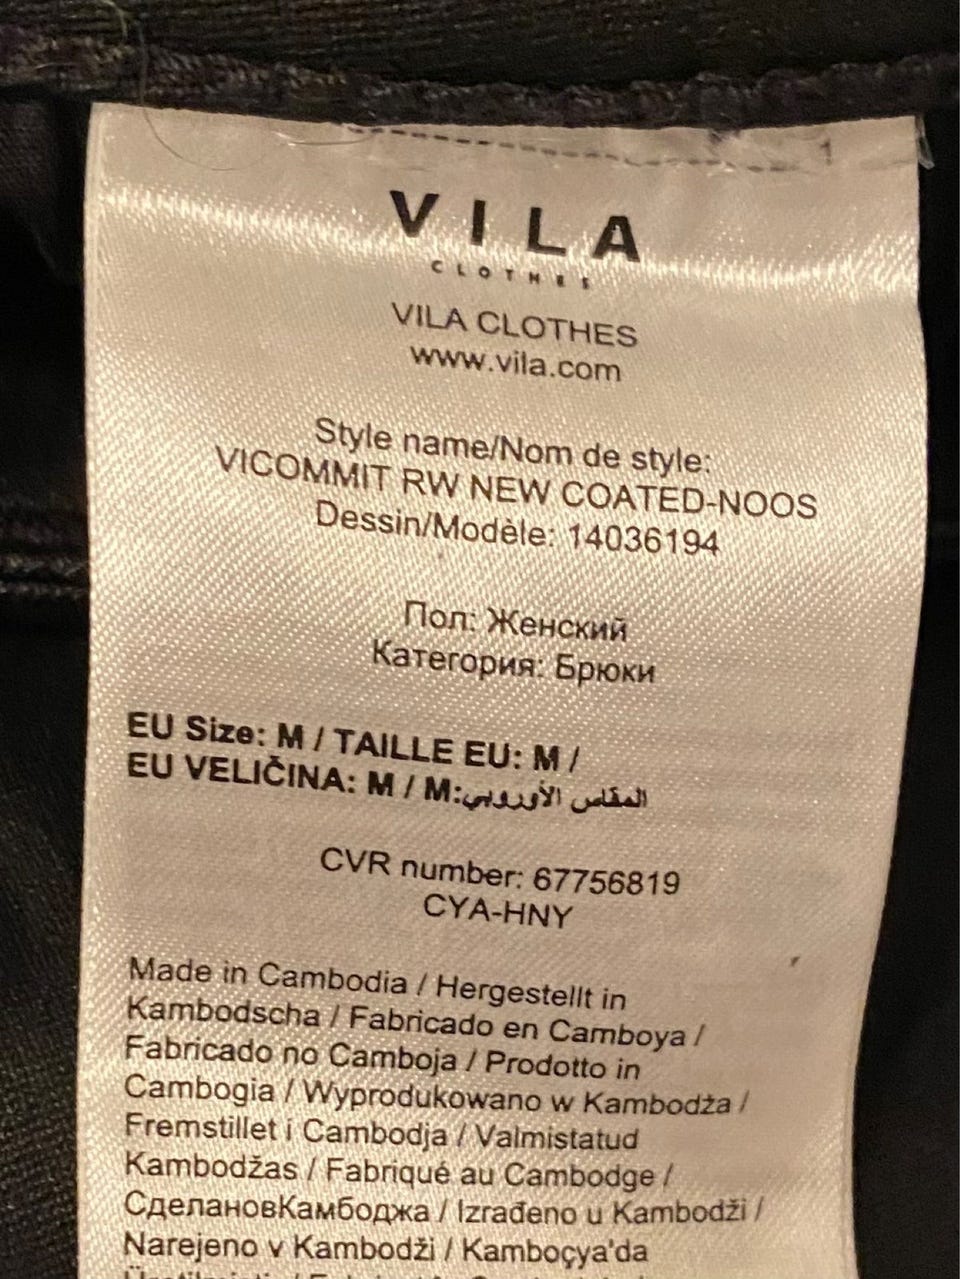 1
VILA
CLOTHES
VILA CLOTHES
www.vila.com
Style name/Nom de style:
VICOMMIT RW NEW COATED-NOOS
Dessin/Modèle: 14036194
Пол: Женский
Категория: Брюки
EU Size: M / TAILLE EU: M /
EU VELIČINA: M / M:المقاس الأوروبي
CVR number: 67756819
CYA-HNY
Made in Cambodia / Hergestellt in
Kambodscha / Fabricado en Camboya /
Fabricado no Camboja / Prodotto in
Cambogia / Wyprodukowano w Kambodża /
Fremstillet i Cambodja / Valmistatud
Kambodžas / Fabriqué au Cambodge /
СделановКамбоджа / Izrađeno u Kambodži /
Narejeno v Kambodži / Kamboçya'da